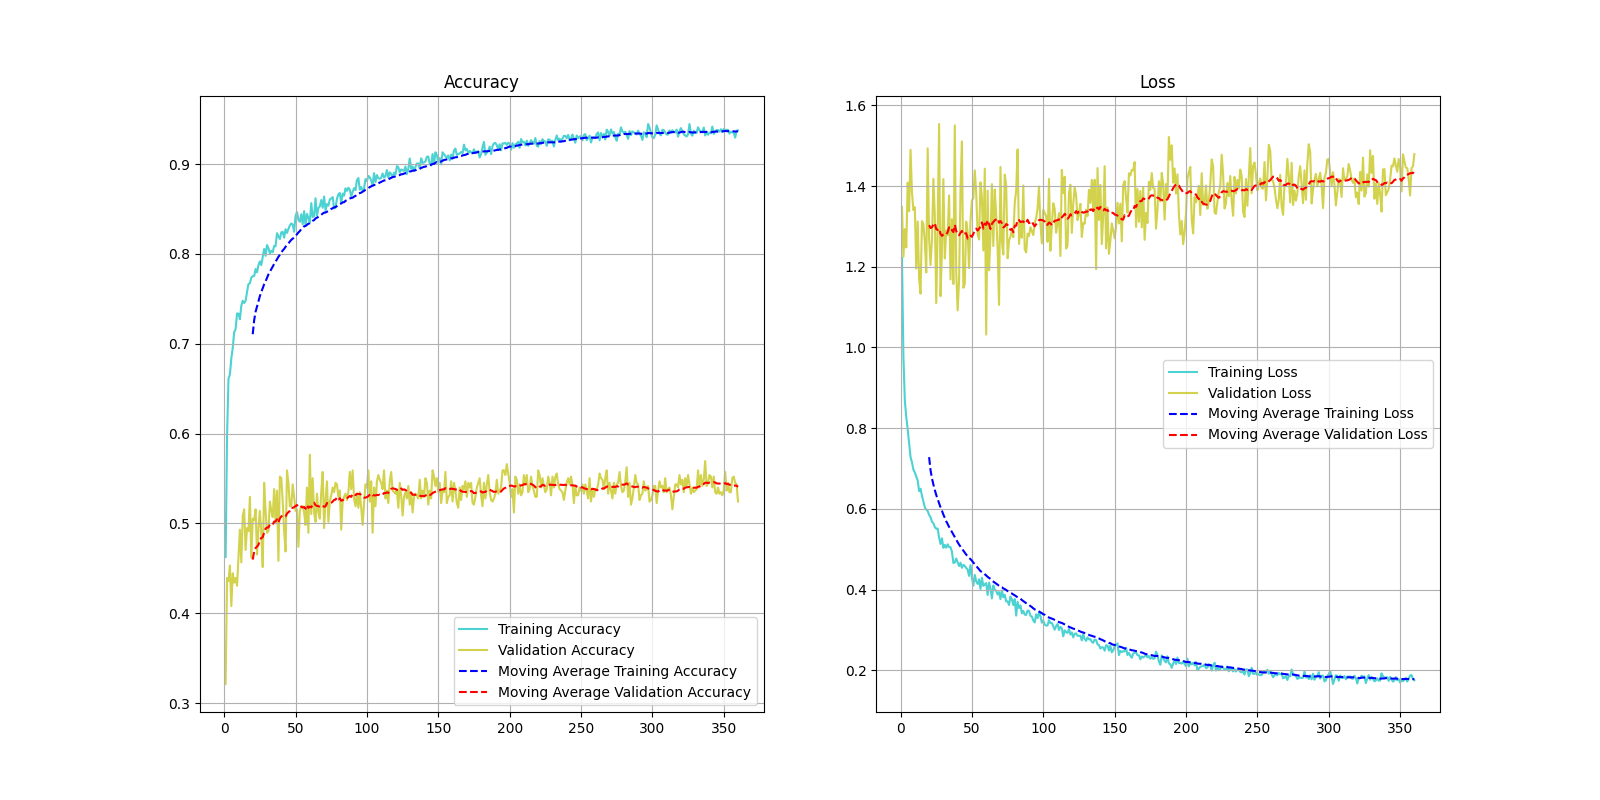 Accuracy
0.9
0.8
0.7
0.6
0.5
0.4
0.3
0 50 100 150 200 250 300 350
Training Accuracy
Validation Accuracy
Moving Average Training Accuracy
Moving Average Validation Accuracy
Loss
1.6
1.4
1.2
1.0
0.8
0.6
0.4
0.2
0 50 100 150 200 250 300 350
Training Loss
Validation Loss
Moving Average Training Loss
Moving Average Validation Loss